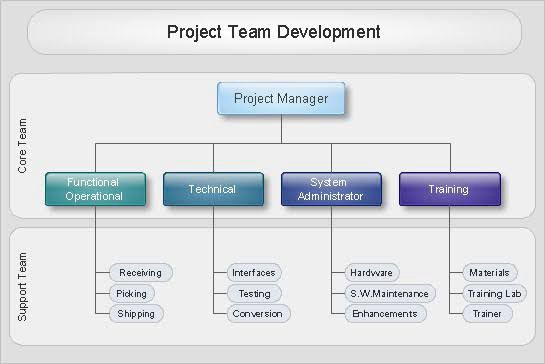 Project Team Development
Core Team
Project Manager
Functional
Operational
Technical
System
Administrator
Training
Support Team
Receiving
Interfaces
Hardware
Materials
Picking
Testing
S.W.Maintenance
Training Lab
Shipping
Conversion
Enhancements
Trainer